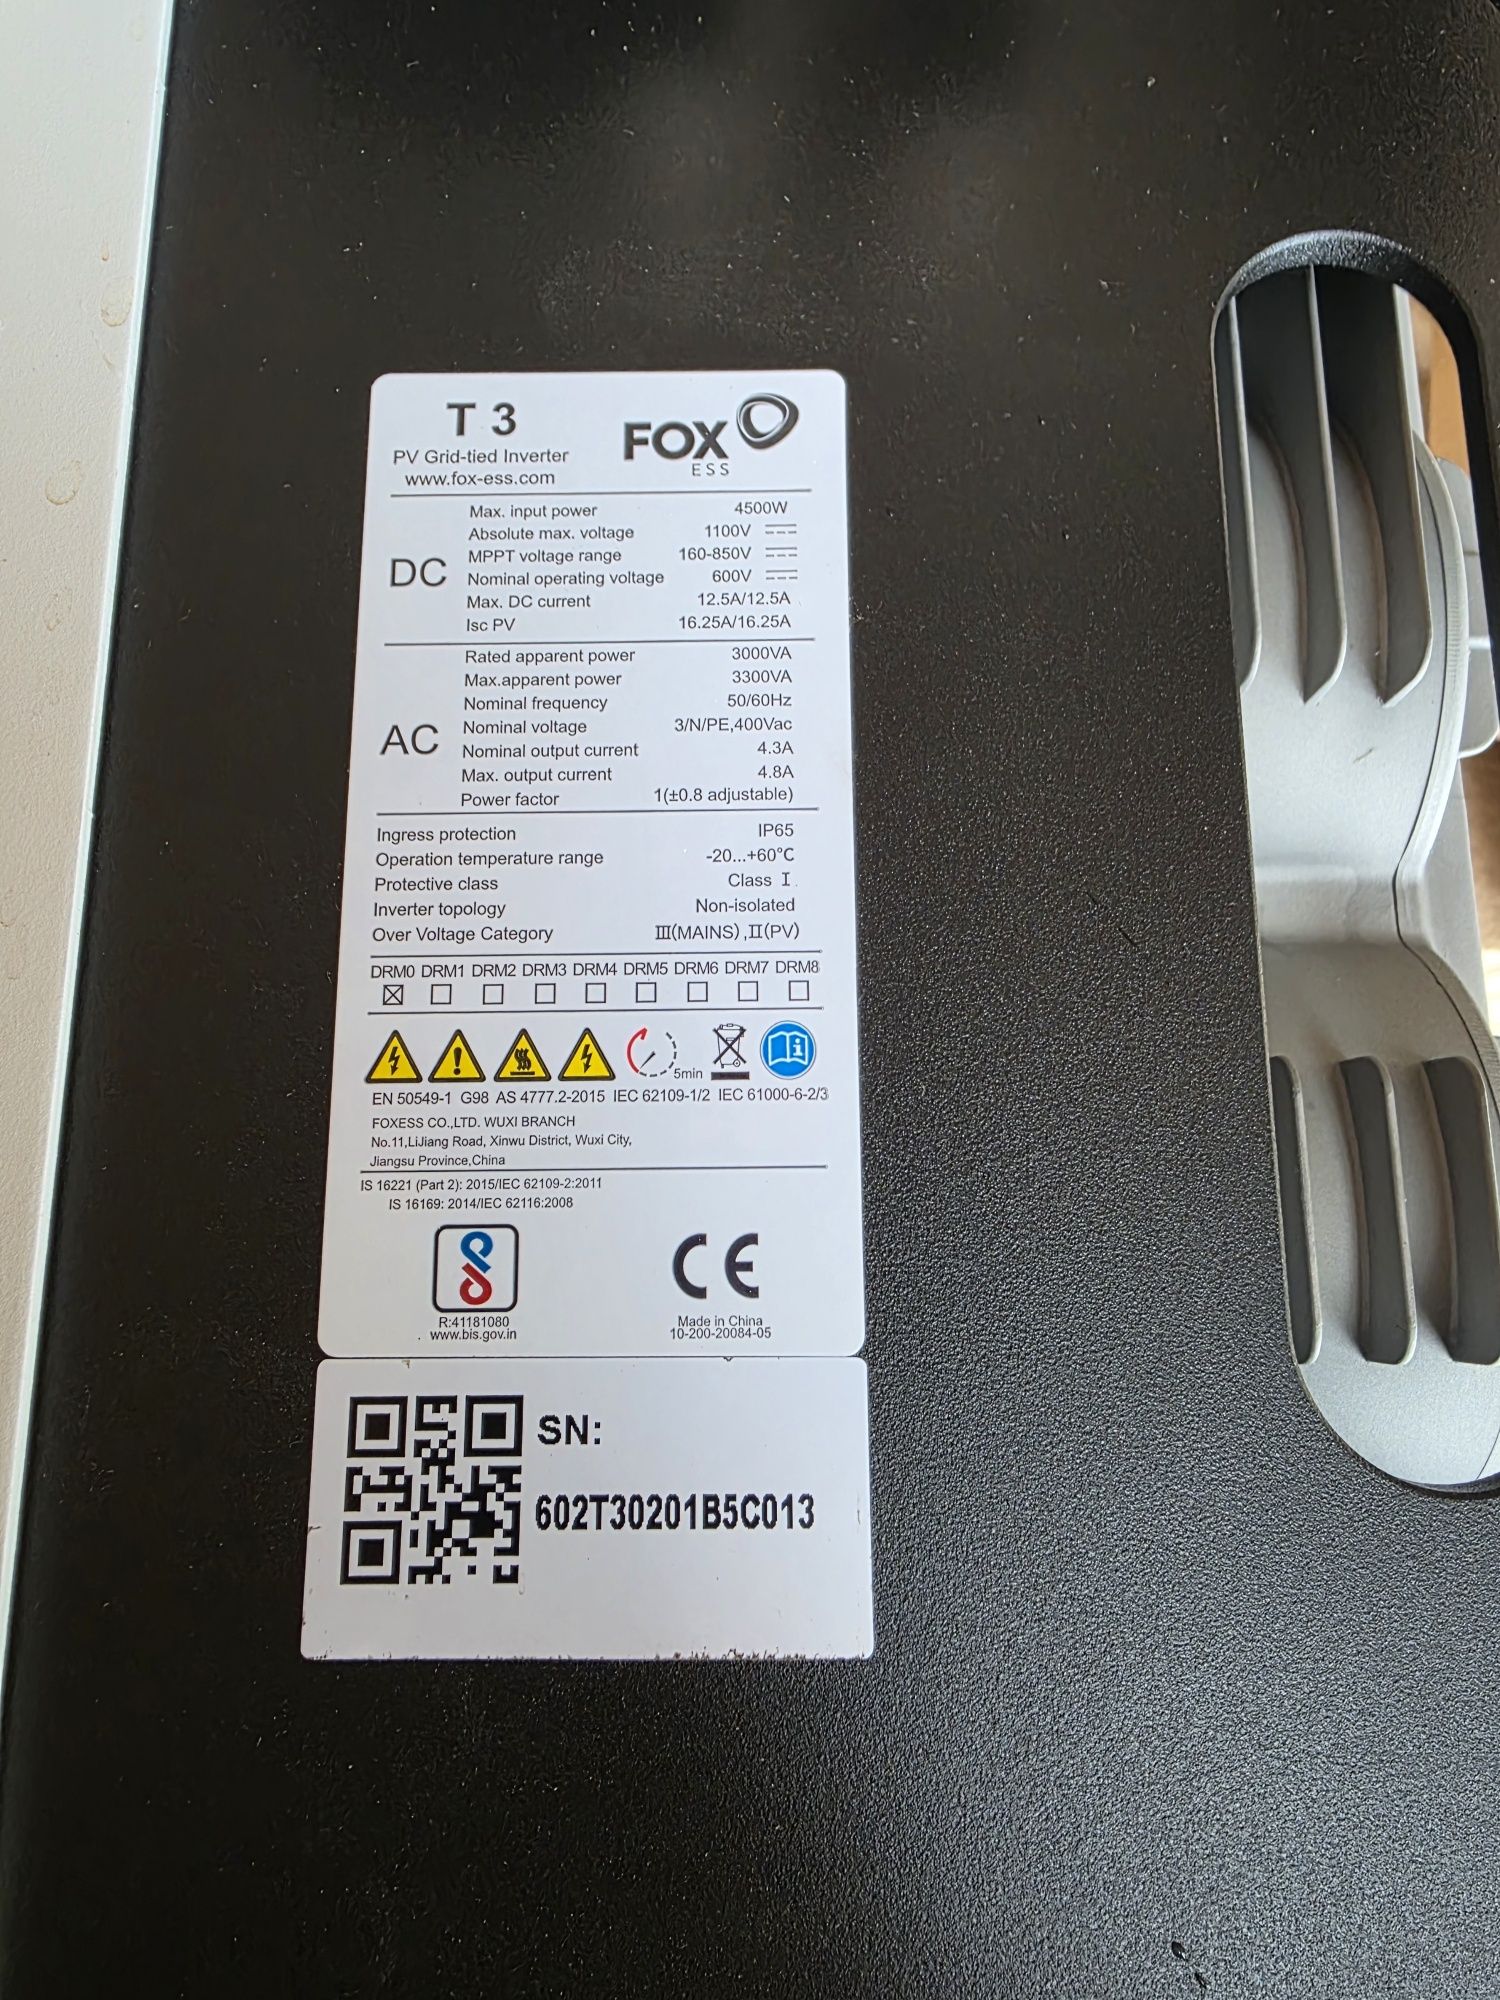 T 3
PV Grid-tied Inverter
www.fox-ess.com
FOX
ESS
DC
Max. input power 4500W
Absolute max. voltage 1100V
MPPT voltage range 160-850V
Nominal operating voltage 600V
Max. DC current 12.5A/12.5A
Isc PV 16.25A/16.25A
AC
Rated apparent power 3000VA
Max.apparent power 3300VA
Nominal frequency 50/60Hz
Nominal voltage 3/N/PE,400Vac
Nominal output current 4.3A
Max. output current 4.8A
Power factor 1(±0.8 adjustable)
Ingress protection IP65
Operation temperature range -20...+60°C
Protective class Class Ⅰ
Inverter topology Non-isolated
Over Voltage Category Ⅲ(MAINS) ,Ⅱ(PV)
DRM0 DRM1 DRM2 DRM3 DRM4 DRM5 DRM6 DRM7 DRM8
5min
EN 50549-1 G98 AS 4777.2-2015 IEC 62109-1/2 IEC 61000-6-2/3
FOXESS CO.,LTD. WUXI BRANCH
No.11,LiJiang Road, Xinwu District, Wuxi City,
Jiangsu Province,China
IS 16221 (Part 2): 2015/IEC 62109-2:2011
IS 16169: 2014/IEC 62116:2008
R:41181080
www.bis.gov.in
CE
Made in China
10-200-20084-05
SN:
602T30201B5C013